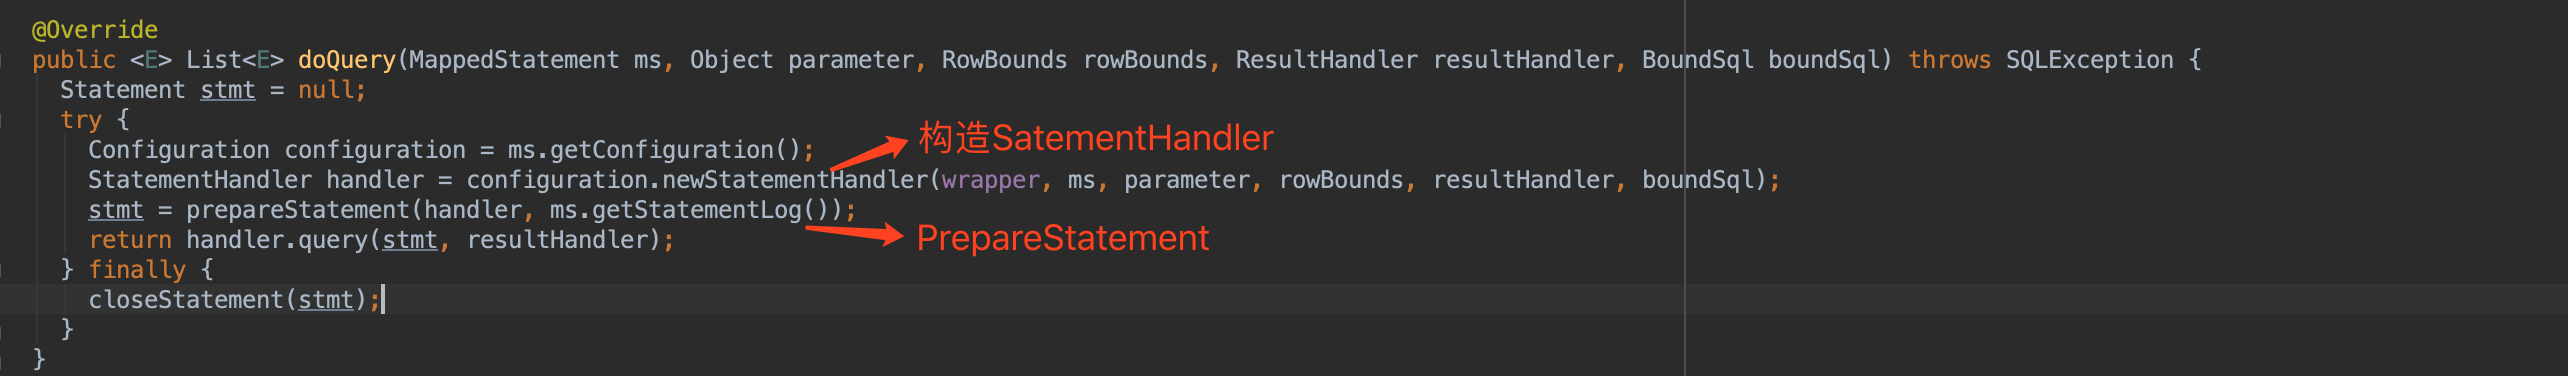 @Override
public <E> List<E> doQuery(MappedStatement ms, Object parameter, RowBounds rowBounds, ResultHandler resultHandler, BoundSql boundSql) throws SQLException {
Statement stmt = null;
try {
构造SatementHandler
Configuration configuration = ms.getConfiguration();
StatementHandler handler = configuration.newStatementHandler(wrapper, ms, parameter, rowBounds, resultHandler, boundSql);
stmt = prepareStatement(handler, ms.getStatementLog());
PrepareStatement
return handler.query(stmt, resultHandler);
} finally {
closeStatement(stmt);
}
}